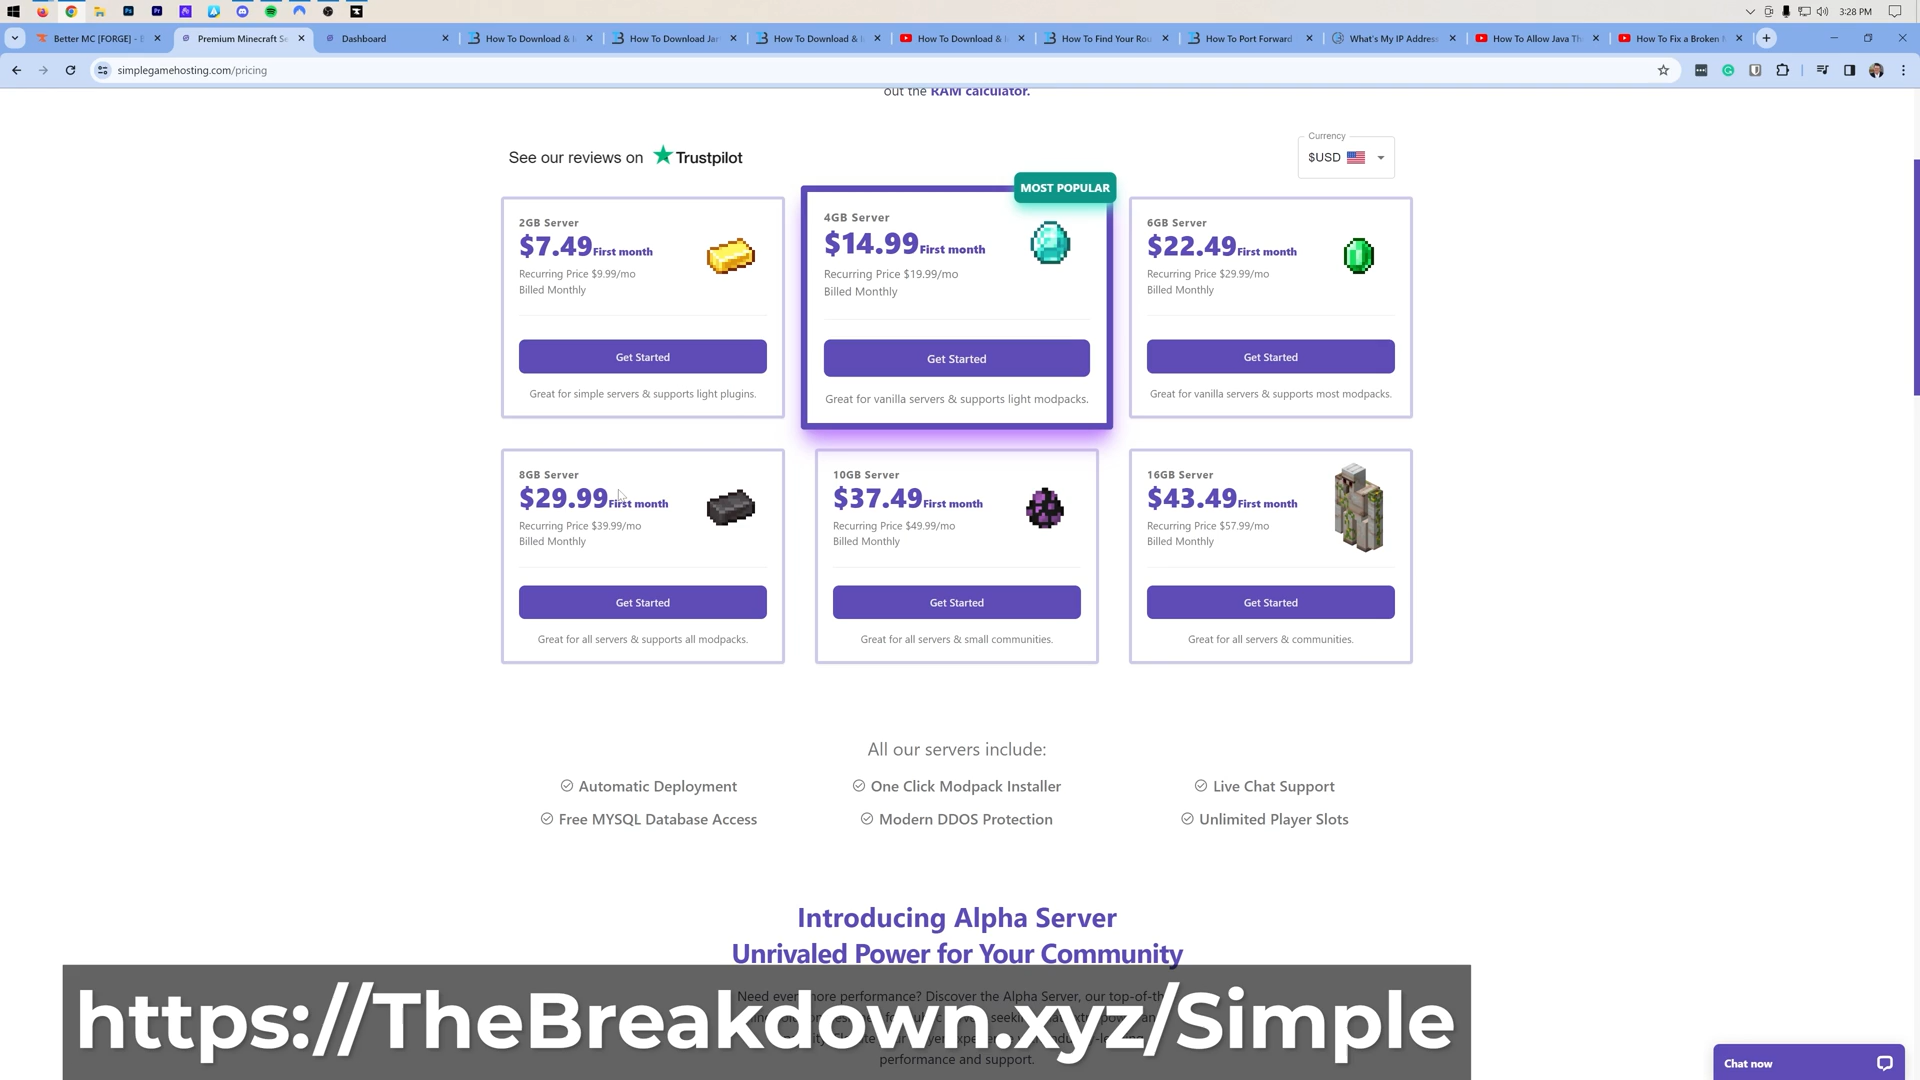 3:28 PM
Better MC [FORGE] -
Premium Minecraft Se
Dashboard
How To Download &
How To Download Jar
How To Download &
How To Download &
How To Find Your Rou
How To Port Forward
What's My IP Address
How To Allow Java Th
How To Fix a Broken
simplegamehosting.com/pricing
out the RAM calculator.
See our reviews on Trustpilot
Currency
$USD
MOST POPULAR
2GB Server
$7.49 First month
Recurring Price $9.99/mo
Billed Monthly
Get Started
Great for simple servers & supports light plugins.
4GB Server
$14.99 First month
Recurring Price $19.99/mo
Billed Monthly
Get Started
Great for vanilla servers & supports light modpacks.
6GB Server
$22.49 First month
Recurring Price $29.99/mo
Billed Monthly
Get Started
Great for vanilla servers & supports most modpacks.
8GB Server
$29.99 First month
Recurring Price $39.99/mo
Billed Monthly
Get Started
Great for all servers & supports all modpacks.
10GB Server
$37.49 First month
Recurring Price $49.99/mo
Billed Monthly
Get Started
Great for all servers & small communities.
16GB Server
$43.49 First month
Recurring Price $57.99/mo
Billed Monthly
Get Started
Great for all servers & communities.
All our servers include:
Automatic Deployment
One Click Modpack Installer
Live Chat Support
Free MYSQL Database Access
Modern DDOS Protection
Unlimited Player Slots
Introducing Alpha Server
Unrivaled Power for Your Community
Need even more performance? Discover the Alpha Server, our top-of-th
https://TheBreakdown.xyz/Simple
performance and support.
Chat now